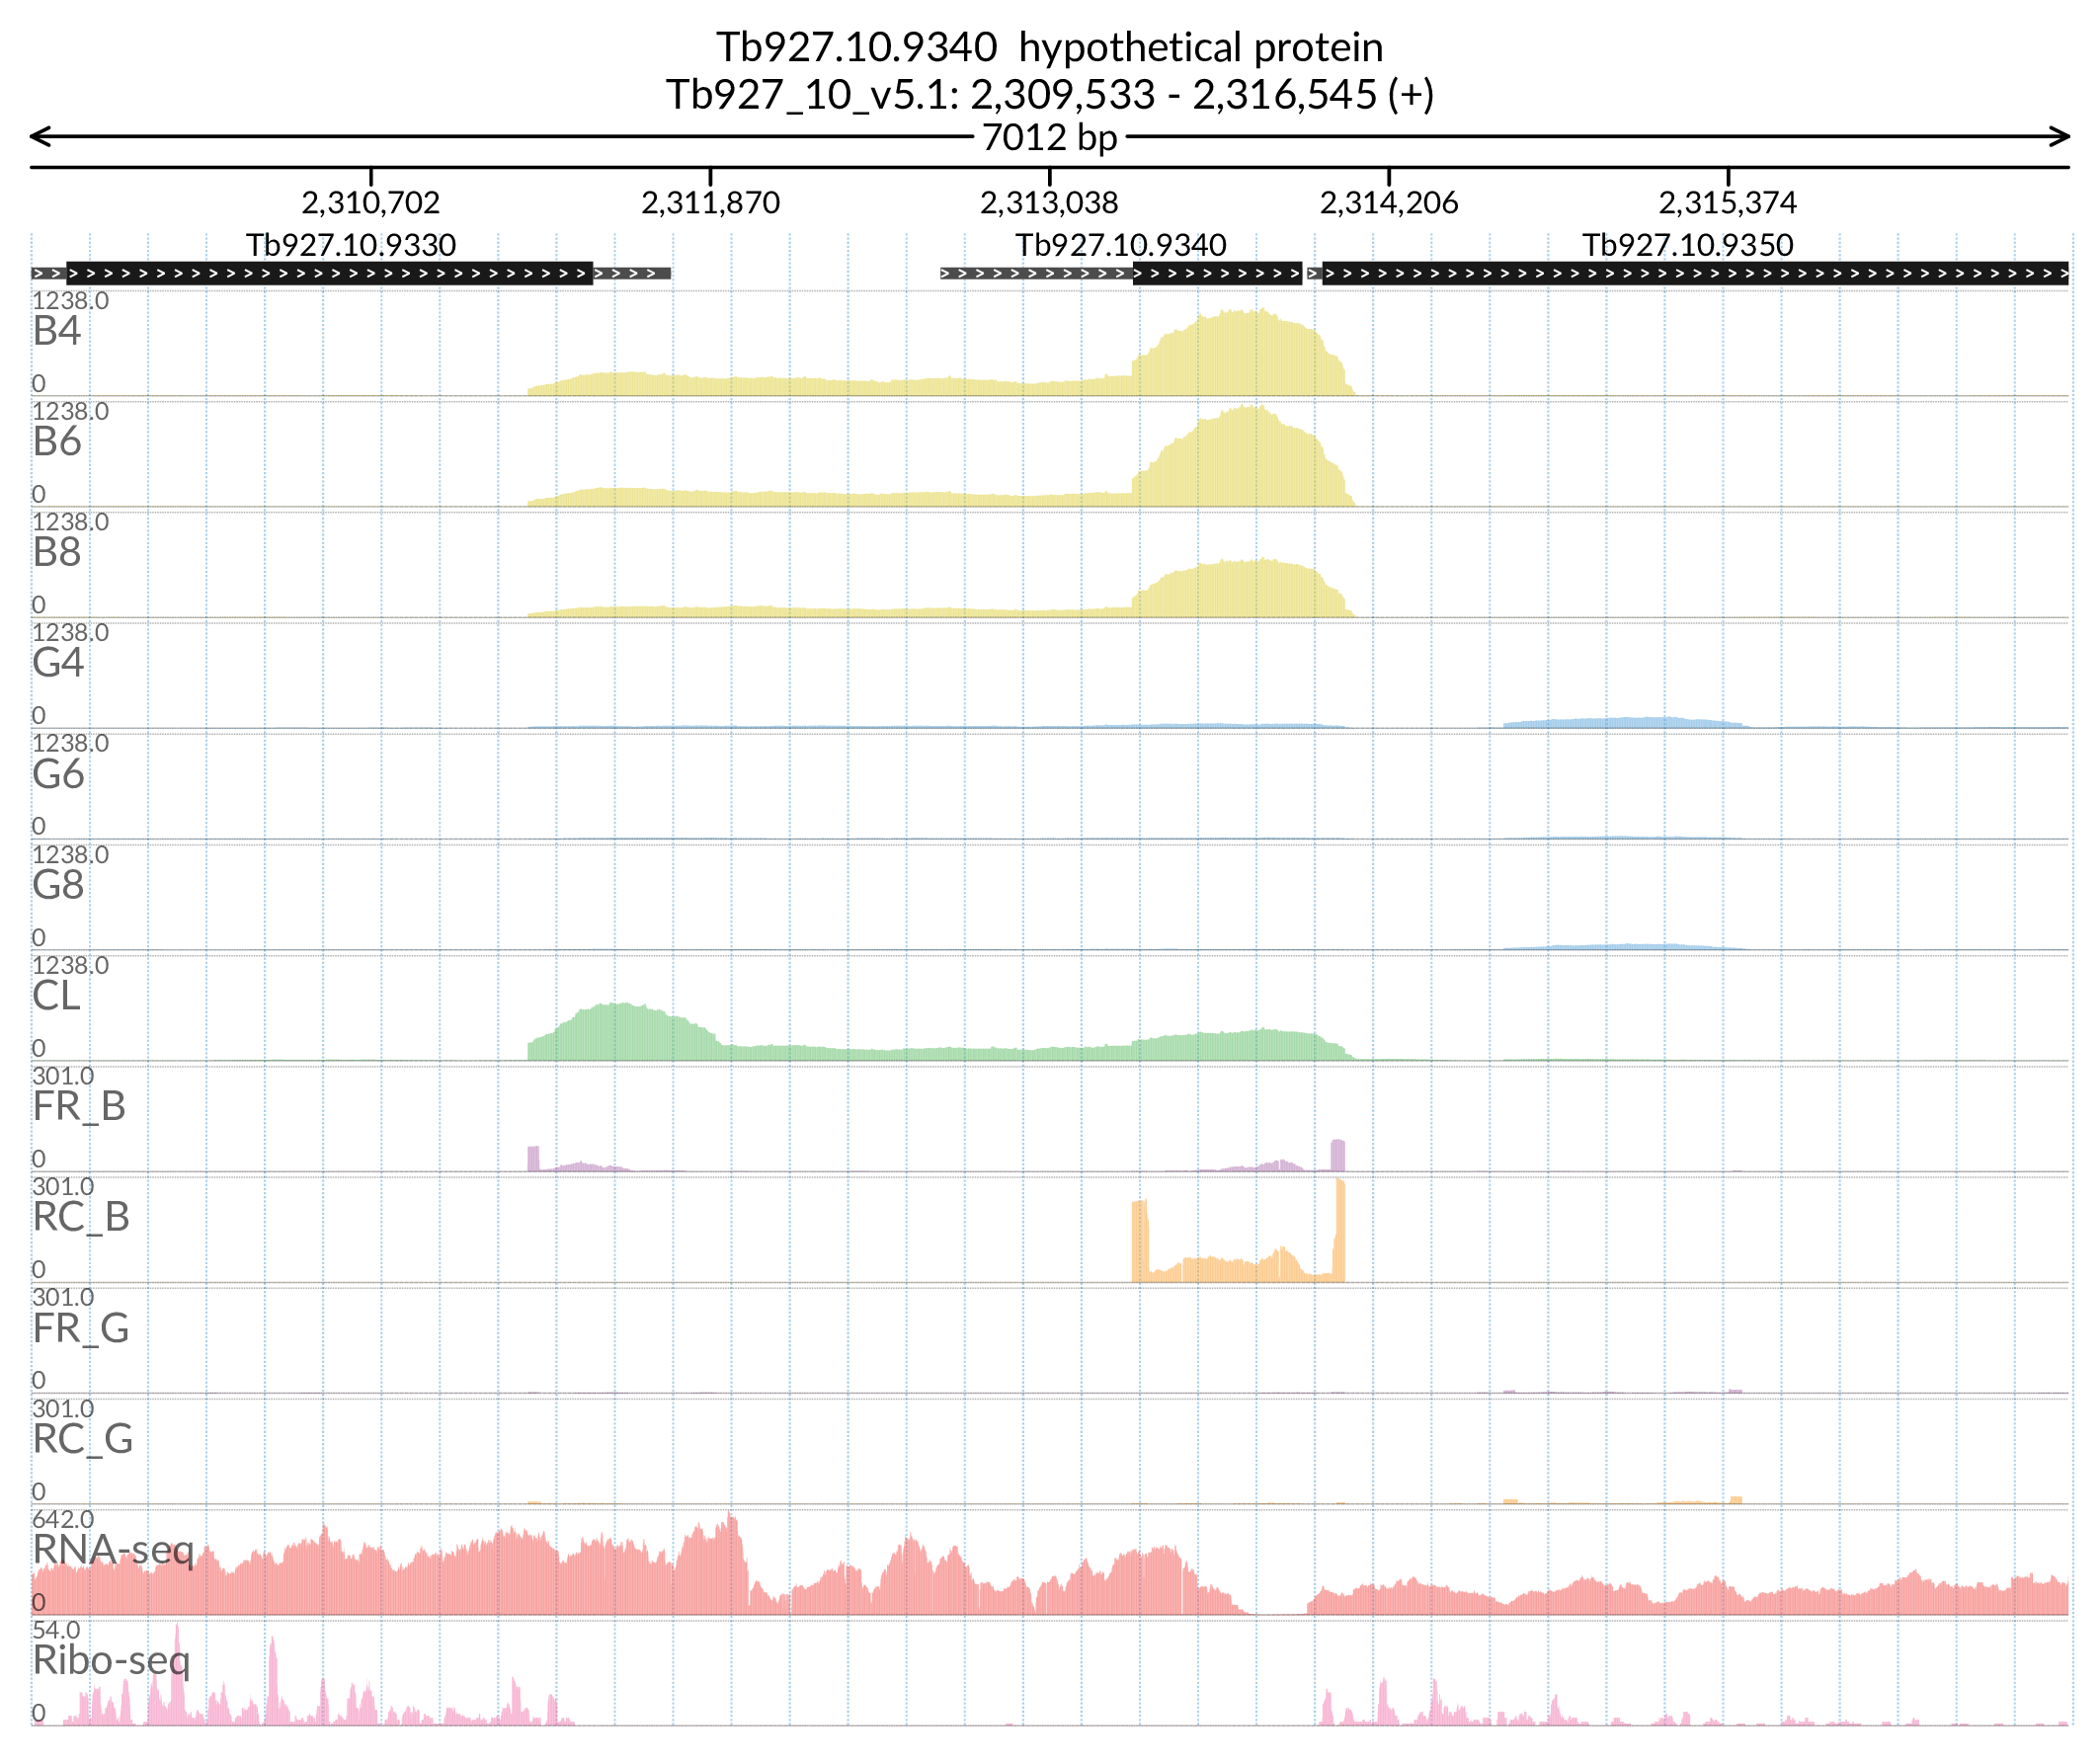 Tb927.10.9340  hypothetical protein
Tb927_10_v5.1: 2,309,533 - 2,316,545 (+)
7012 bp
2,310,702 2,311,870 2,313,038 2,314,206 2,315,374
Tb927.10.9330 Tb927.10.9340 Tb927.10.9350
1238.0
B4
0
1238.0
B6
0
1238.0
B8
0
1238.0
G4
0
1238.0
G6
0
1238.0
G8
0
1238.0
CL
0
301.0
FR_B
0
301.0
RC_B
0
301.0
FR_G
0
301.0
RC_G
0
642.0
RNA-seq
0
54.0
Ribo-seq
0